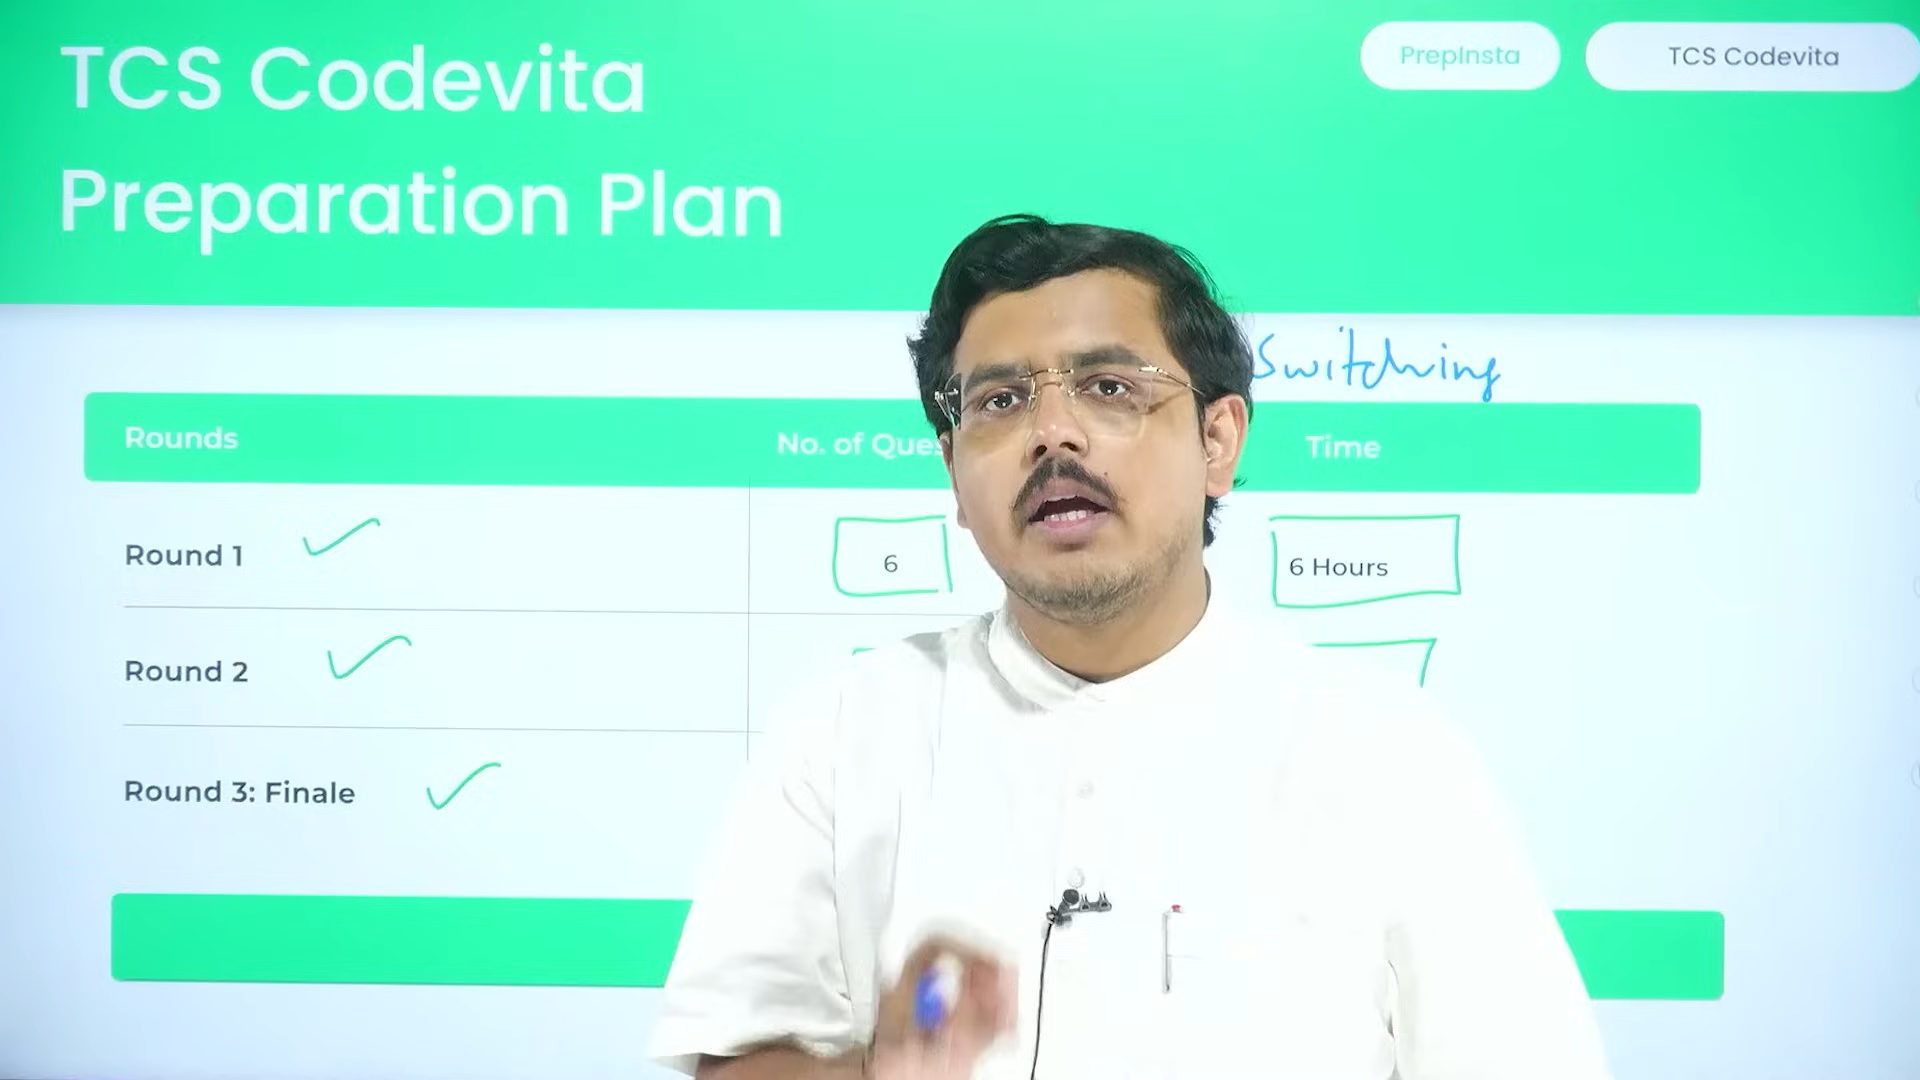 TCS Codevita
Preparation Plan
PrepInsta
TCS Codevita
Switching
Rounds
No. of Ques
Time
Round 1
6
6 Hours
Round 2
Round 3: Finale